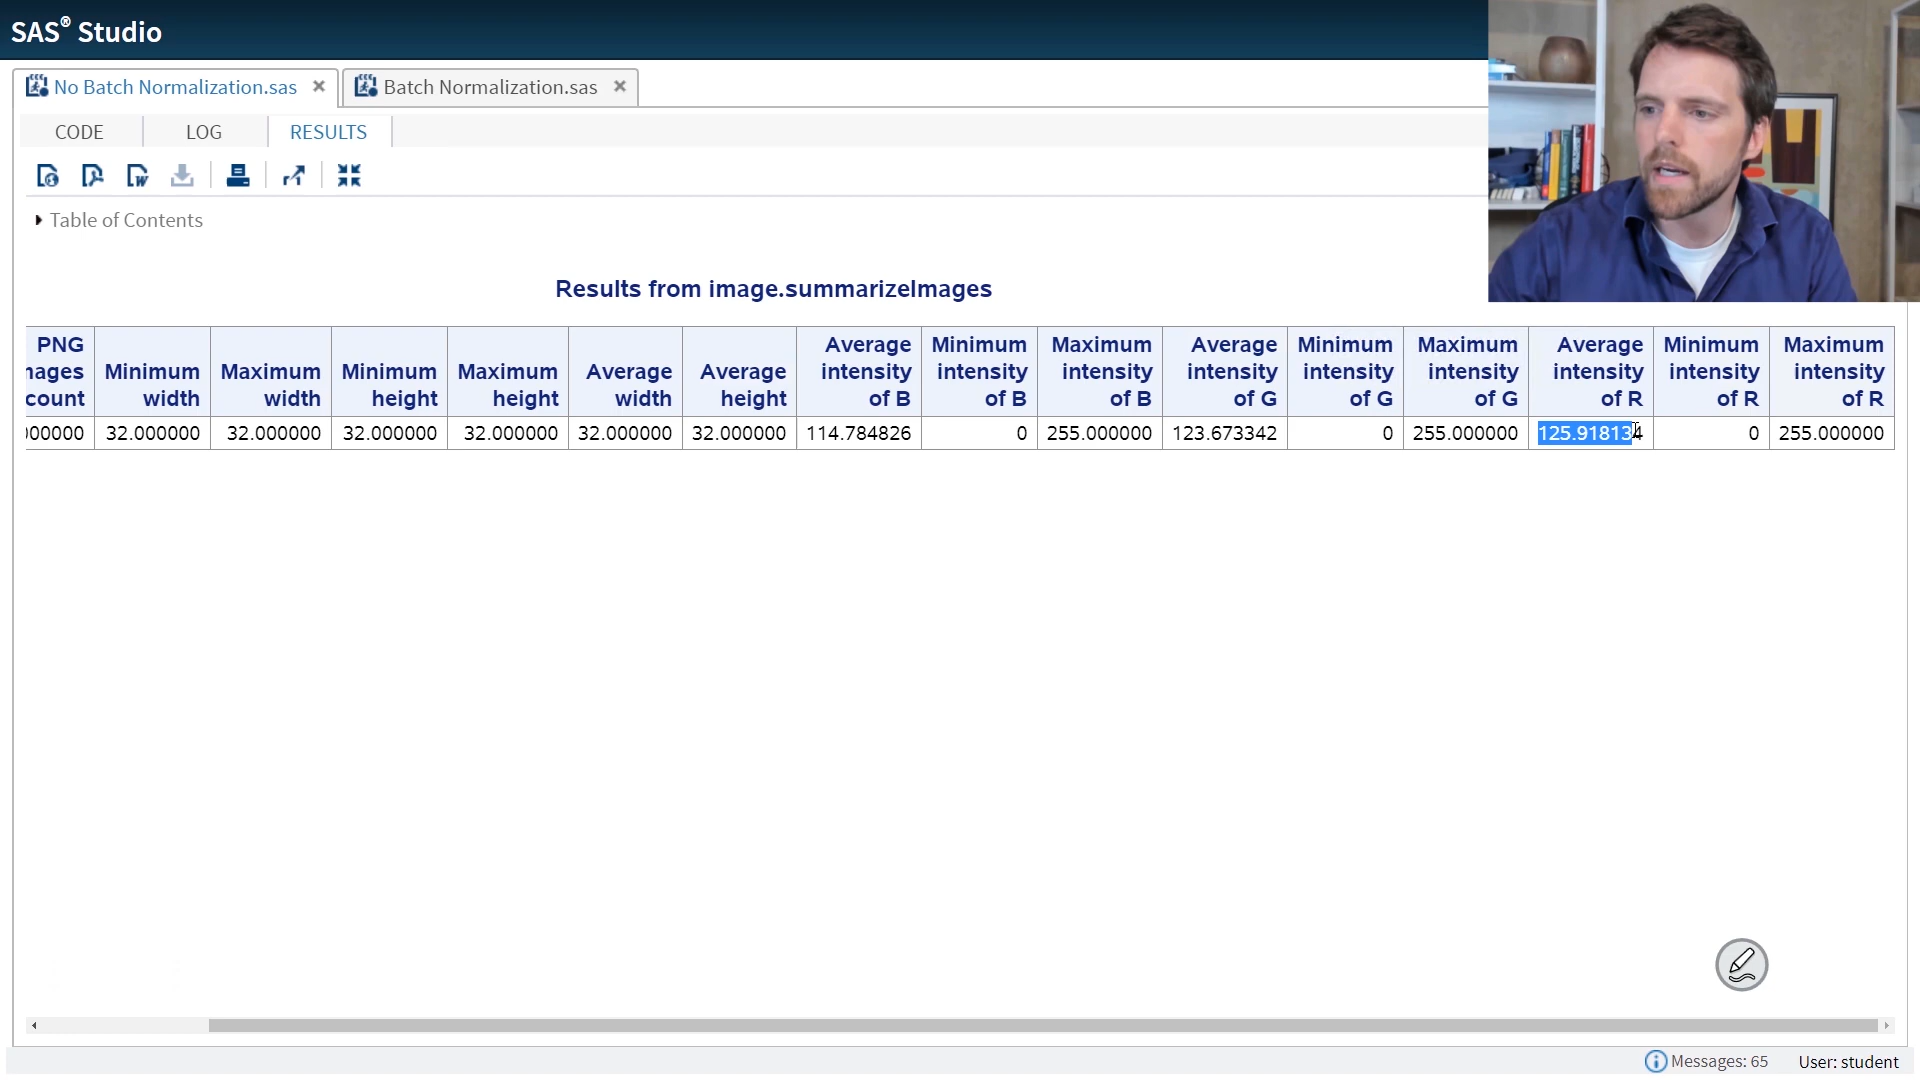 SAS® Studio
No Batch Normalization.sas
Batch Normalization.sas
CODE LOG RESULTS
Table of Contents
Results from image.summarizeImages
PNG Average Minimum Maximum Average Minimum Maximum Average Minimum Maximum
mages Minimum Maximum Minimum Maximum Average Average intensity intensity intensity intensity intensity intensity intensity intensity intensity
count width width height height width height of B of B of B of G of G of G of R of R of R
000000 32.000000 32.000000 32.000000 32.000000 32.000000 32.000000 114.784826 0 255.000000 123.673342 0 255.000000 125.918134 0 255.000000
Messages: 65 User: student